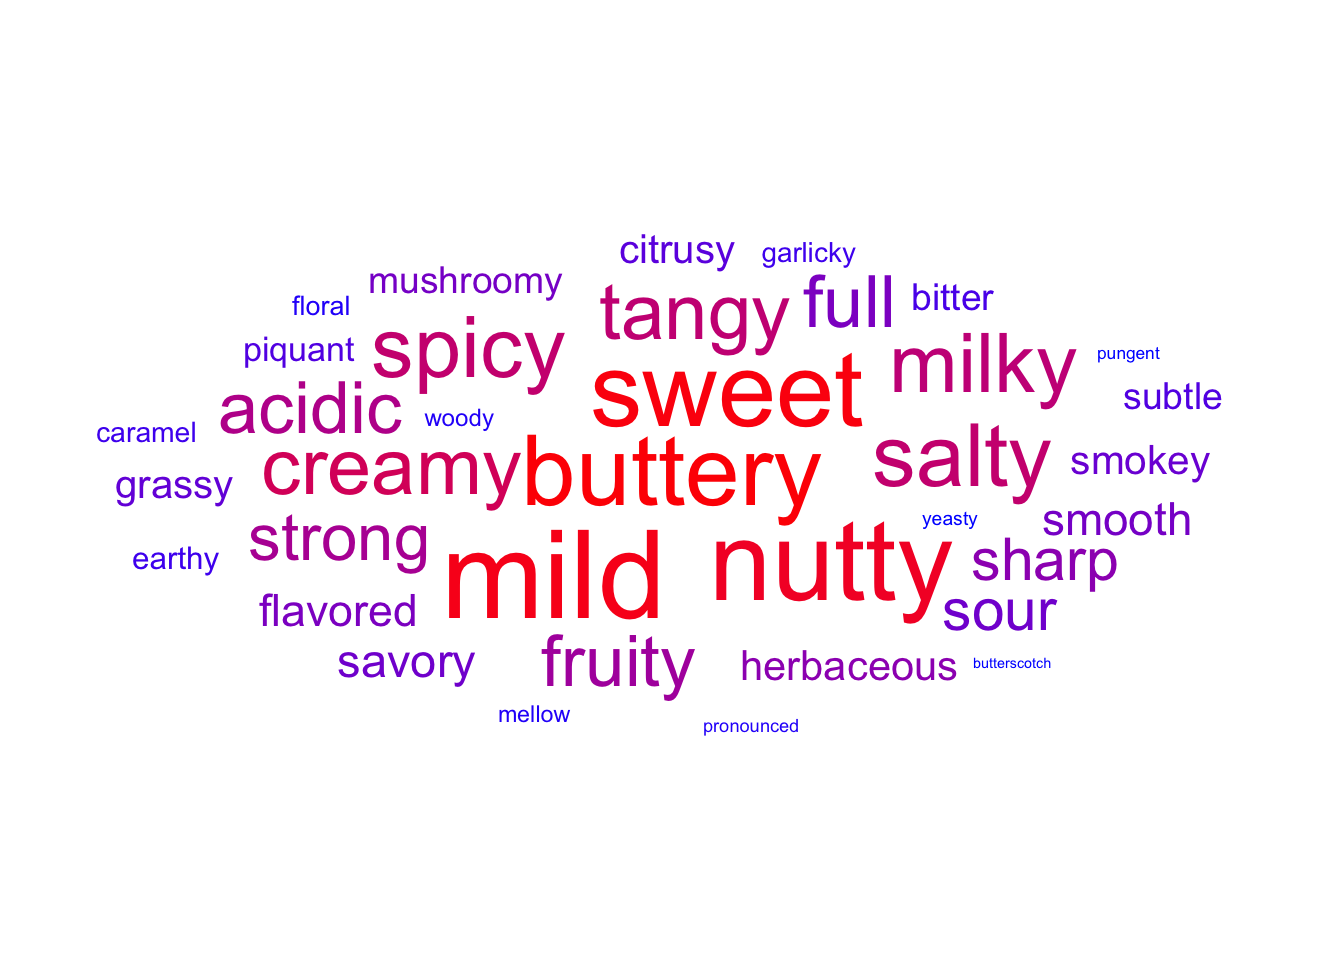 citrusy garlicky
mushroomy tangy full bitter
floral
piquant spicy sweet milky pungent
acidic woody subtle
caramel
grassy creamy buttery salty smokey
yeasty smooth
earthy strong mild nutty sharp
flavored sour
savory fruity herbaceous butterscotch
mellow pronounced